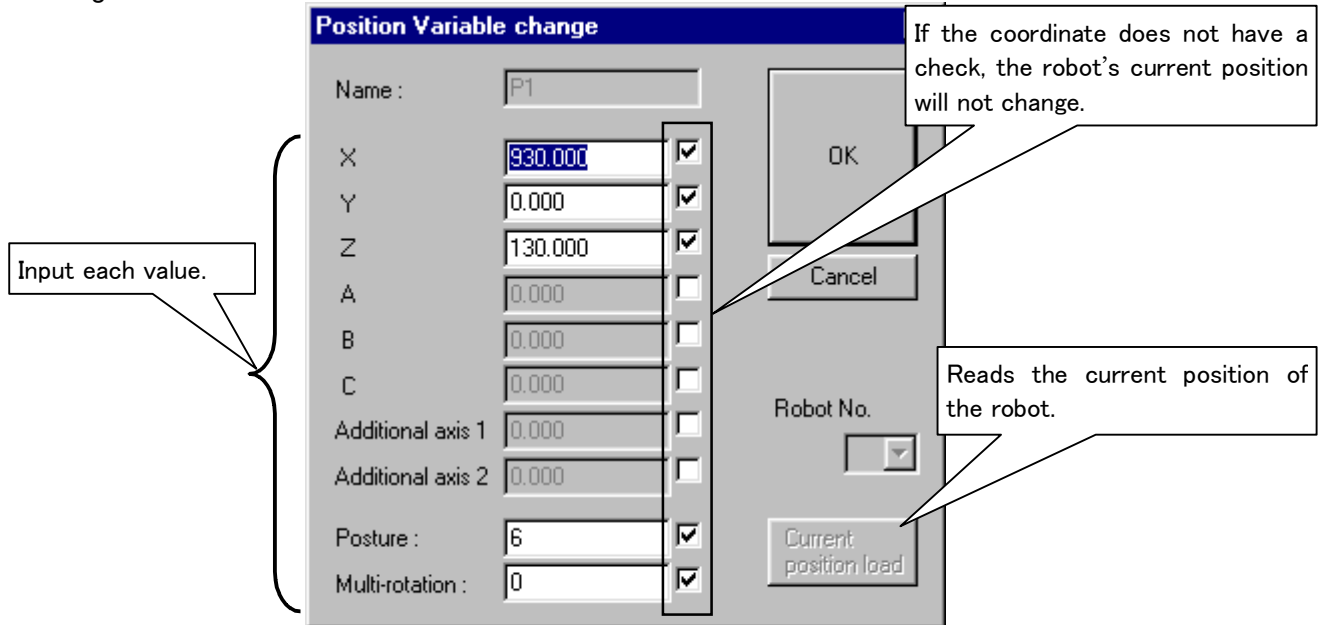 Position Variable change
If the coordinate does not have a
check, the robot's current position
will not change.
Name :
P1
X
930.000
OK
Y
0.000
Z
130.000
Input each value.
Cancel
A
0.000
B
0.000
C
0.000
Reads the current position of
the robot.
Robot No.
Additional axis 1
0.000
Additional axis 2
0.000
Posture :
6
Current
position load
Multi-rotation :
0